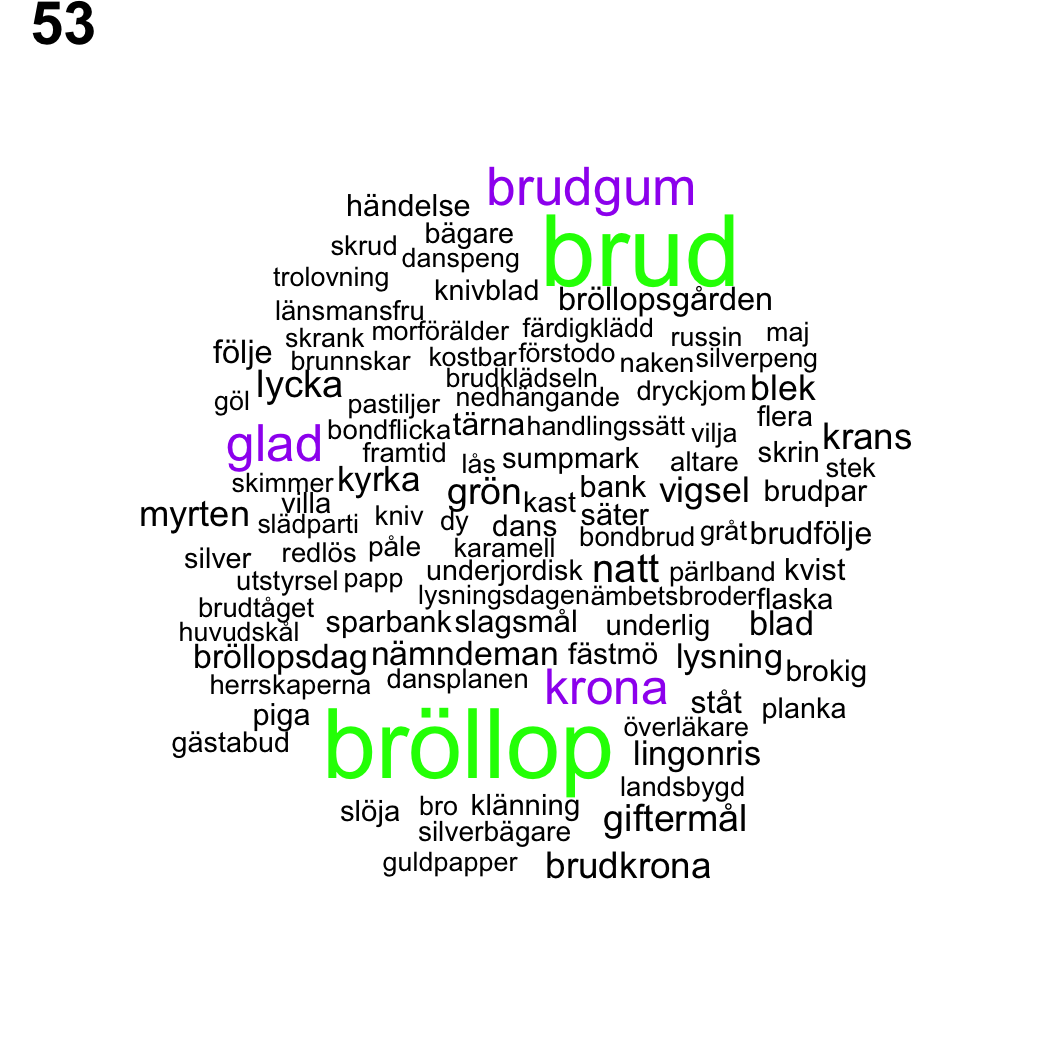 53
brudgum
händelse
bägare brud
skrud danspeng
trolovning
knivblad bröllopsgården
länsmansfru
skrank morförälder färdigklädd russin maj
följe brunnskar kostbar förstodo naken silverpeng
lycka brudklädseln dryckjom blek
göl pastiljer nedhängande flera
glad bondflicka tärna handlingssätt vilja krans
framtid lås sumpmark altare skrin stek
skimmer kyrka grön kast bank vigsel brudpar
myrten villa slädparti kniv dy dans säter
bondbrud gråt brudfölje
silver redlös påle karamell
utstyrsel papp underjordisk natt pärlband kvist
brudtåget lysningsdagen ämbetsbroder flaska
huvudskål sparbank slagsmål underlig blad
bröllopsdag nämndeman fästmö lysning brokig
herrskaperna dansplanen krona ståt planka
piga överläkare
gästabud bröllop lingonris
landsbygd
slöja bro klänning giftermål
silverbägare
guldpapper brudkrona